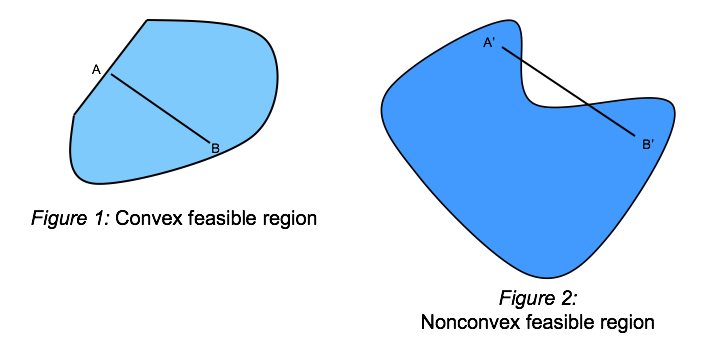 A
B
Figure 1: Convex feasible region
A’
B’
Figure 2:
Nonconvex feasible region